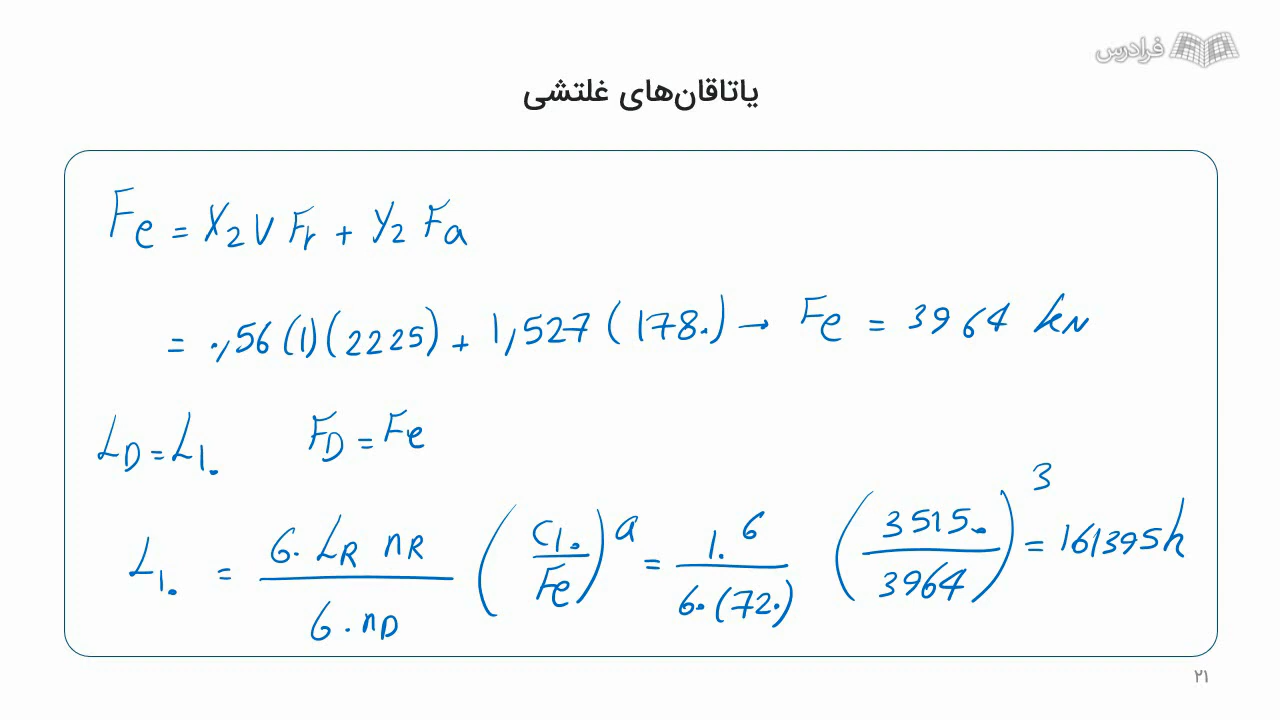 فرادرس
یاتاقان‌های غلتشی
Fe = X2 V Fr + Y2 Fa
= .,56 (1) (2225) + 1,527 (178.) → Fe = 3964 kN
LD = L1. FD = Fe
L1. = 6. LR nR / 6. nD (C1. / Fe)^a = 1.^6 / 6. (72.) (3515. / 3964)^3 = 161395 h
۲۱